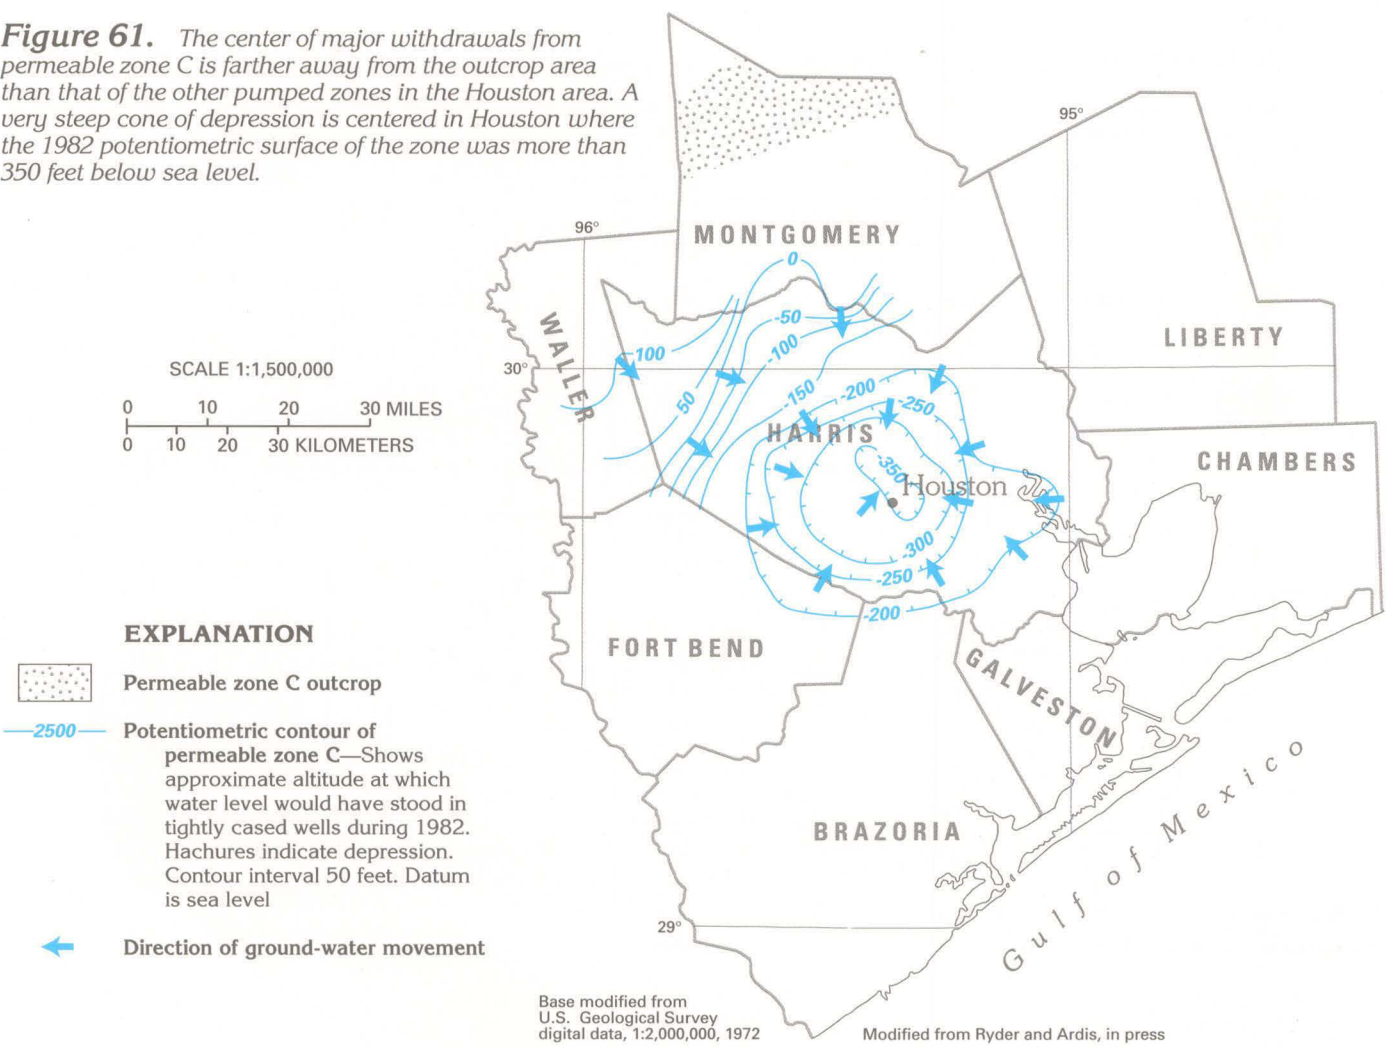 Figure 61. The center of major withdrawals from
permeable zone C is farther away from the outcrop area
than that of the other pumped zones in the Houston area. A
very steep cone of depression is centered in Houston where
the 1982 potentiometric surface of the zone was more than
350 feet below sea level.
95°
96°
MONTGOMERY
0
-50
WALLER
LIBERTY
-100
100
SCALE 1:1,500,000
30°
-150
-200
50
-250
0 10 20 30 MILES
0 10 20 30 KILOMETERS
HARRIS
CHAMBERS
-350
Houston
-300
-250
-200
EXPLANATION
FORT BEND
GALVESTON
Permeable zone C outcrop
2500
Potentiometric contour of
permeable zone C—Shows
approximate altitude at which
water level would have stood in
tightly cased wells during 1982.
Hachures indicate depression.
Contour interval 50 feet. Datum
is sea level
BRAZORIA
Gulf of Mexico
29°
Direction of ground-water movement
Base modified from
U.S. Geological Survey
digital data, 1:2,000,000, 1972
Modified from Ryder and Ardis, in press